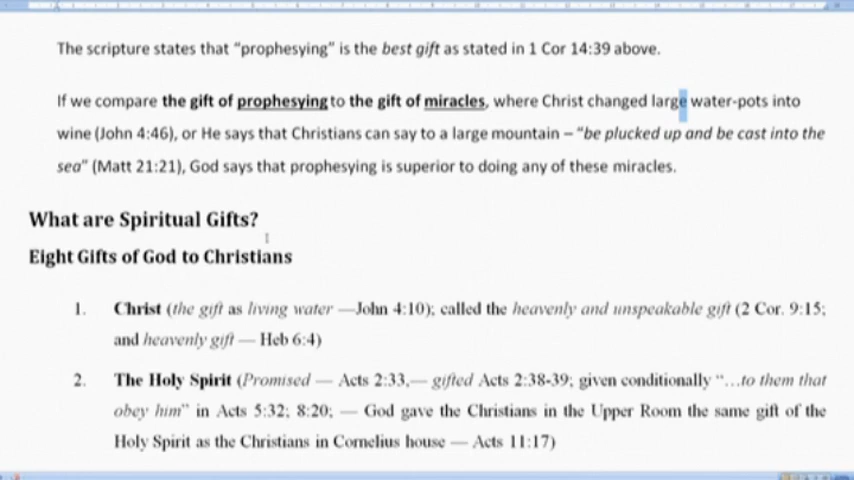 The scripture states that "prophesying" is the best gift as stated in 1 Cor 14:39 above.
If we compare the gift of prophesying to the gift of miracles, where Christ changed large water-pots into
wine (John 4:46), or He says that Christians can say to a large mountain – "be plucked up and be cast into the
sea" (Matt 21:21), God says that prophesying is superior to doing any of these miracles.
What are Spiritual Gifts?
Eight Gifts of God to Christians
1. Christ (the gift as living water —John 4:10); called the heavenly and unspeakable gift (2 Cor. 9:15;
and heavenly gift — Heb 6:4)
2. The Holy Spirit (Promised — Acts 2:33,— gifted Acts 2:38-39; given conditionally "…to them that
obey him" in Acts 5:32; 8:20; — God gave the Christians in the Upper Room the same gift of the
Holy Spirit as the Christians in Cornelius house — Acts 11:17)